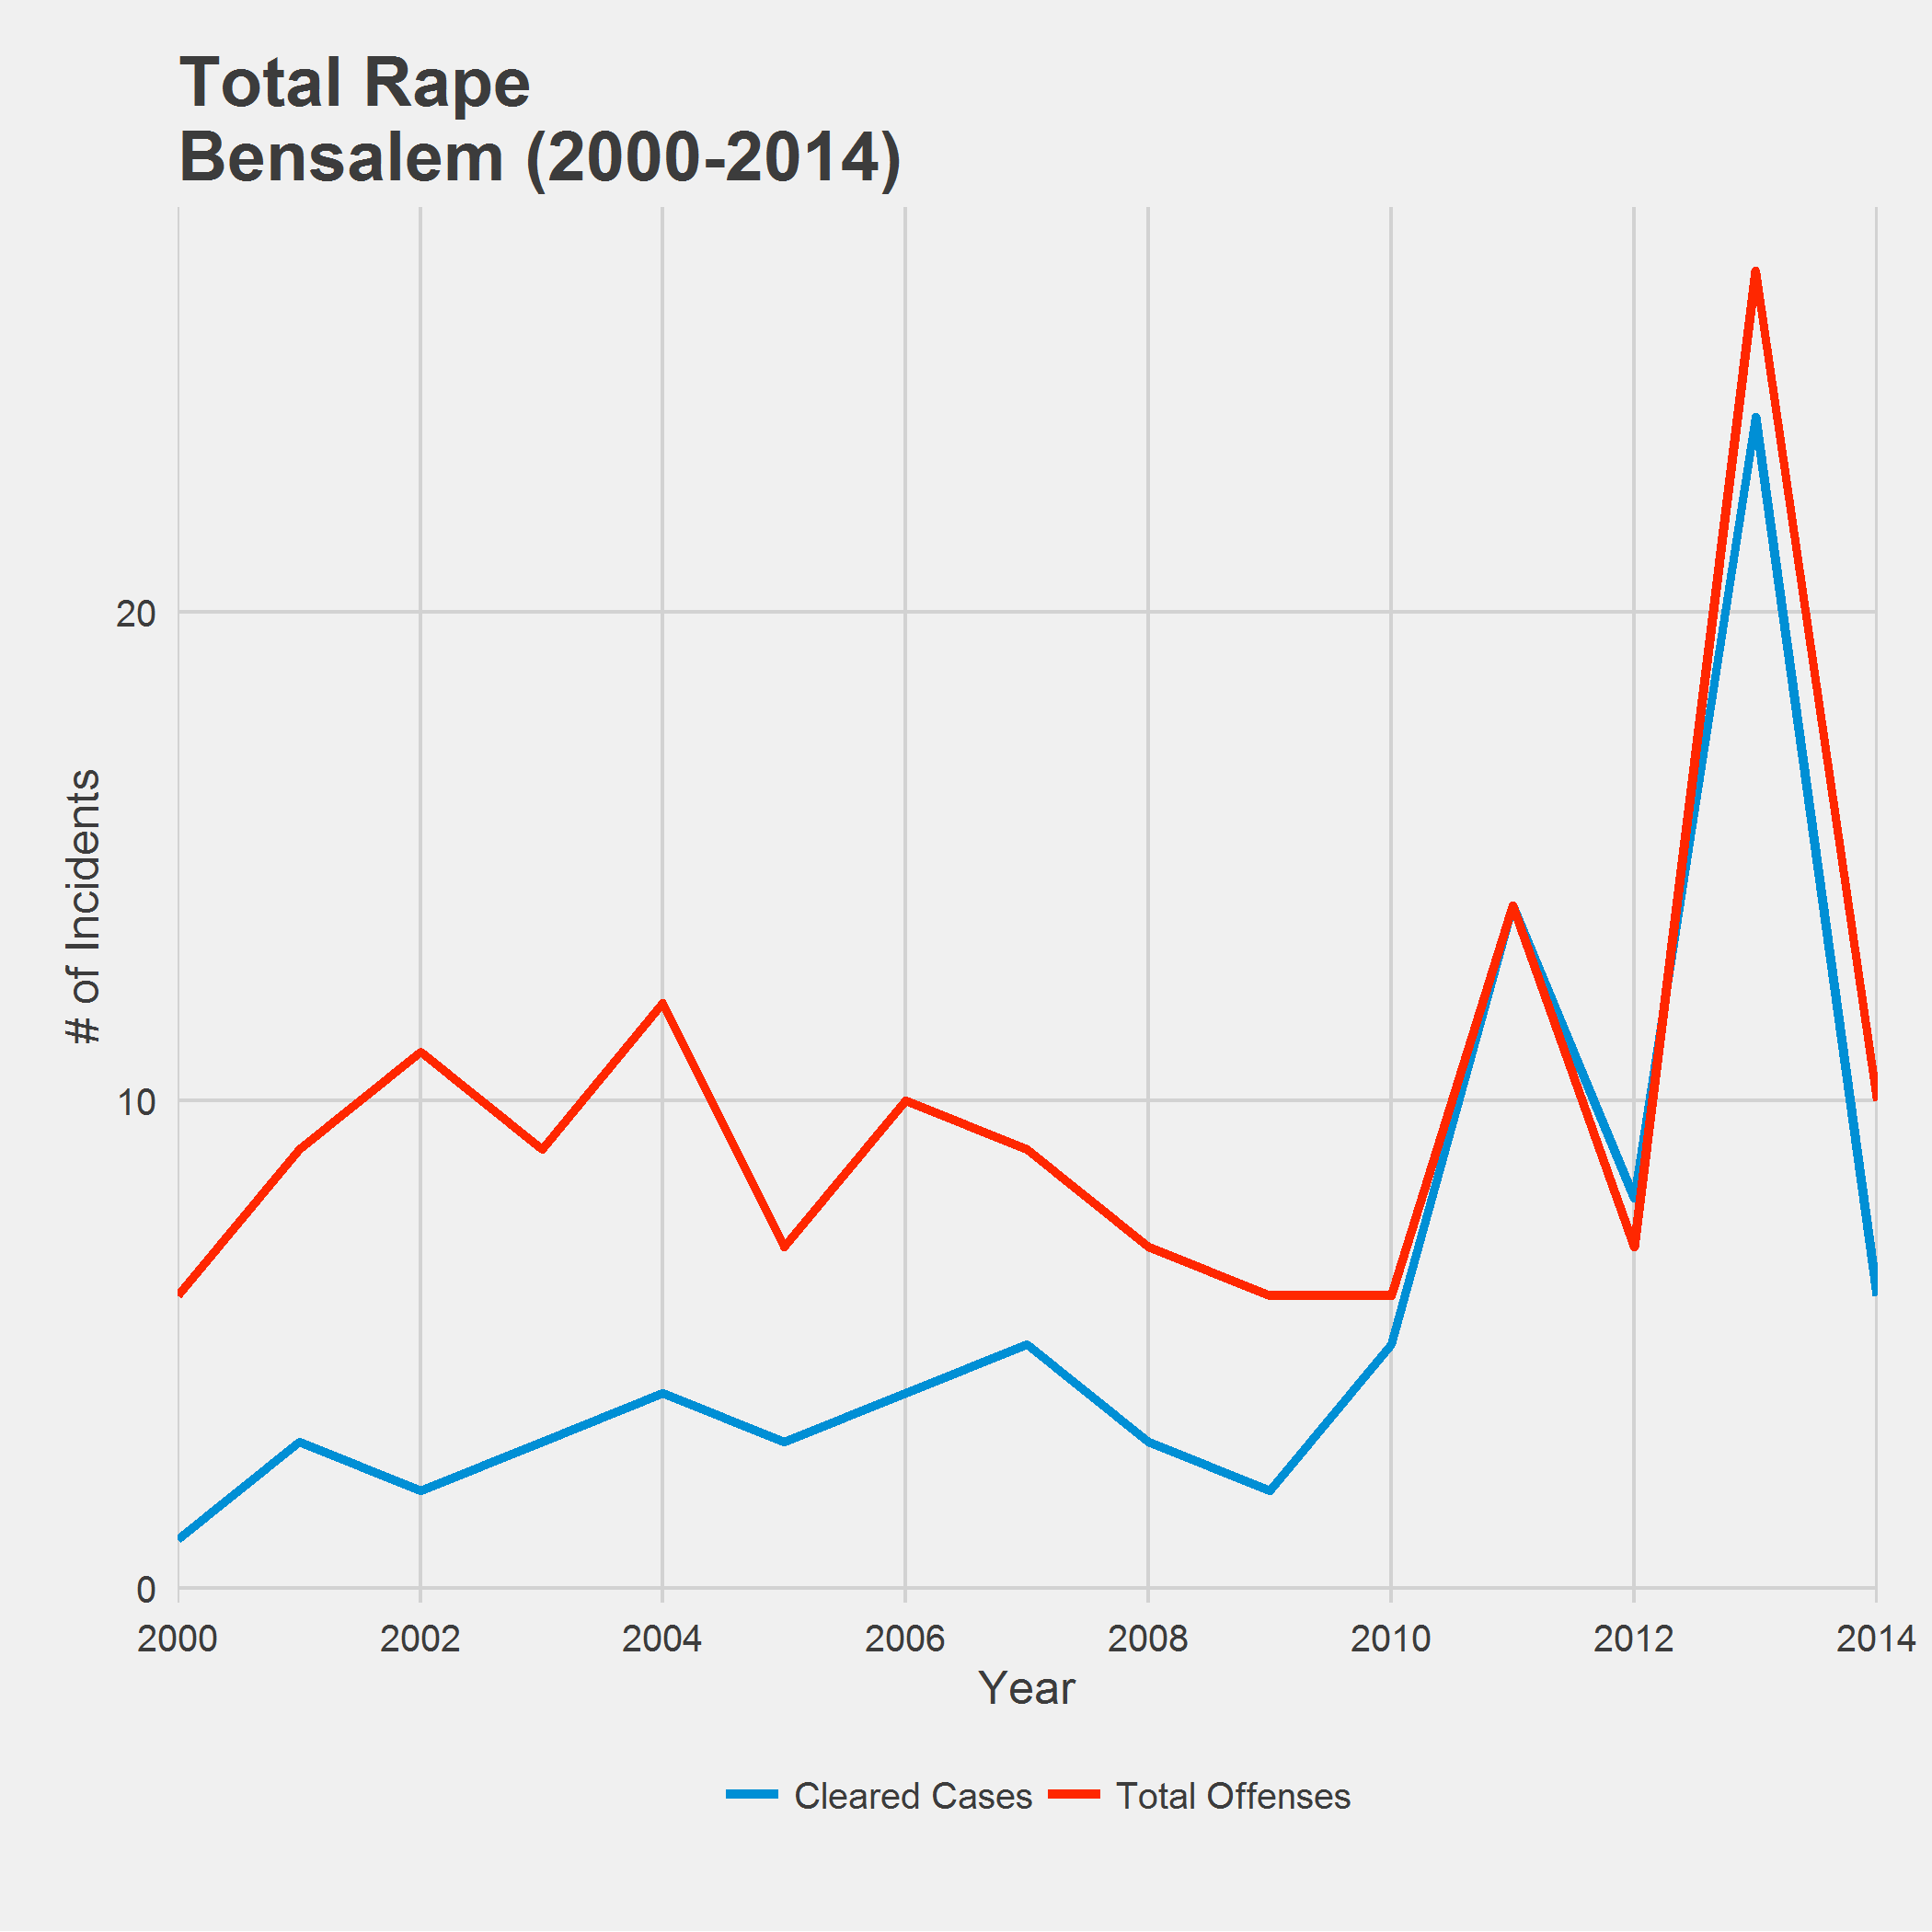 Total Rape
Bensalem (2000-2014)
# of Incidents
20
10
0
2000 2002 2004 2006 2008 2010 2012 2014
Year
Cleared Cases Total Offenses